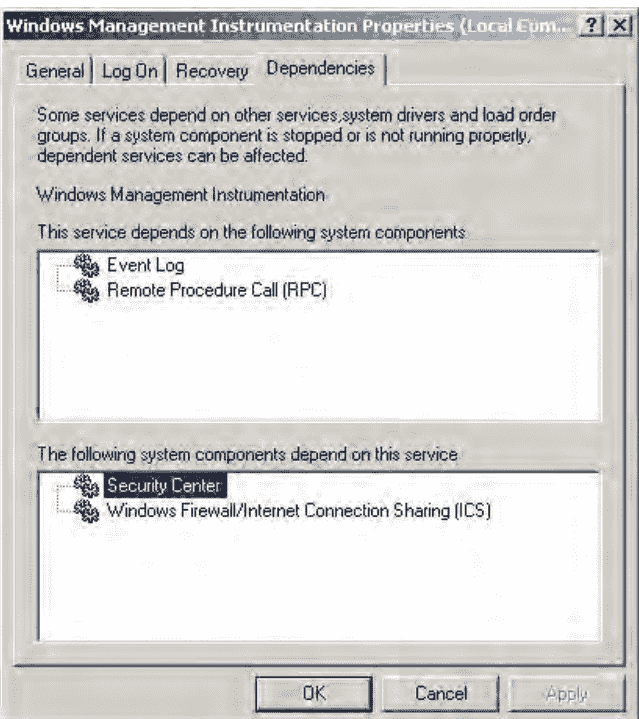 Windows Management Instrumentation Properties (Local Com... ? X
General Log On Recovery Dependencies
Some services depend on other services,system drivers and load order
groups. If a system component is stopped or is not running properly,
dependent services can be affected.
Windows Management Instrumentation
This service depends on the following system components
Event Log
Remote Procedure Call (RPC)
The following system components depend on this service
Security Center
Windows Firewall/Internet Connection Sharing (ICS)
OK Cancel Apply